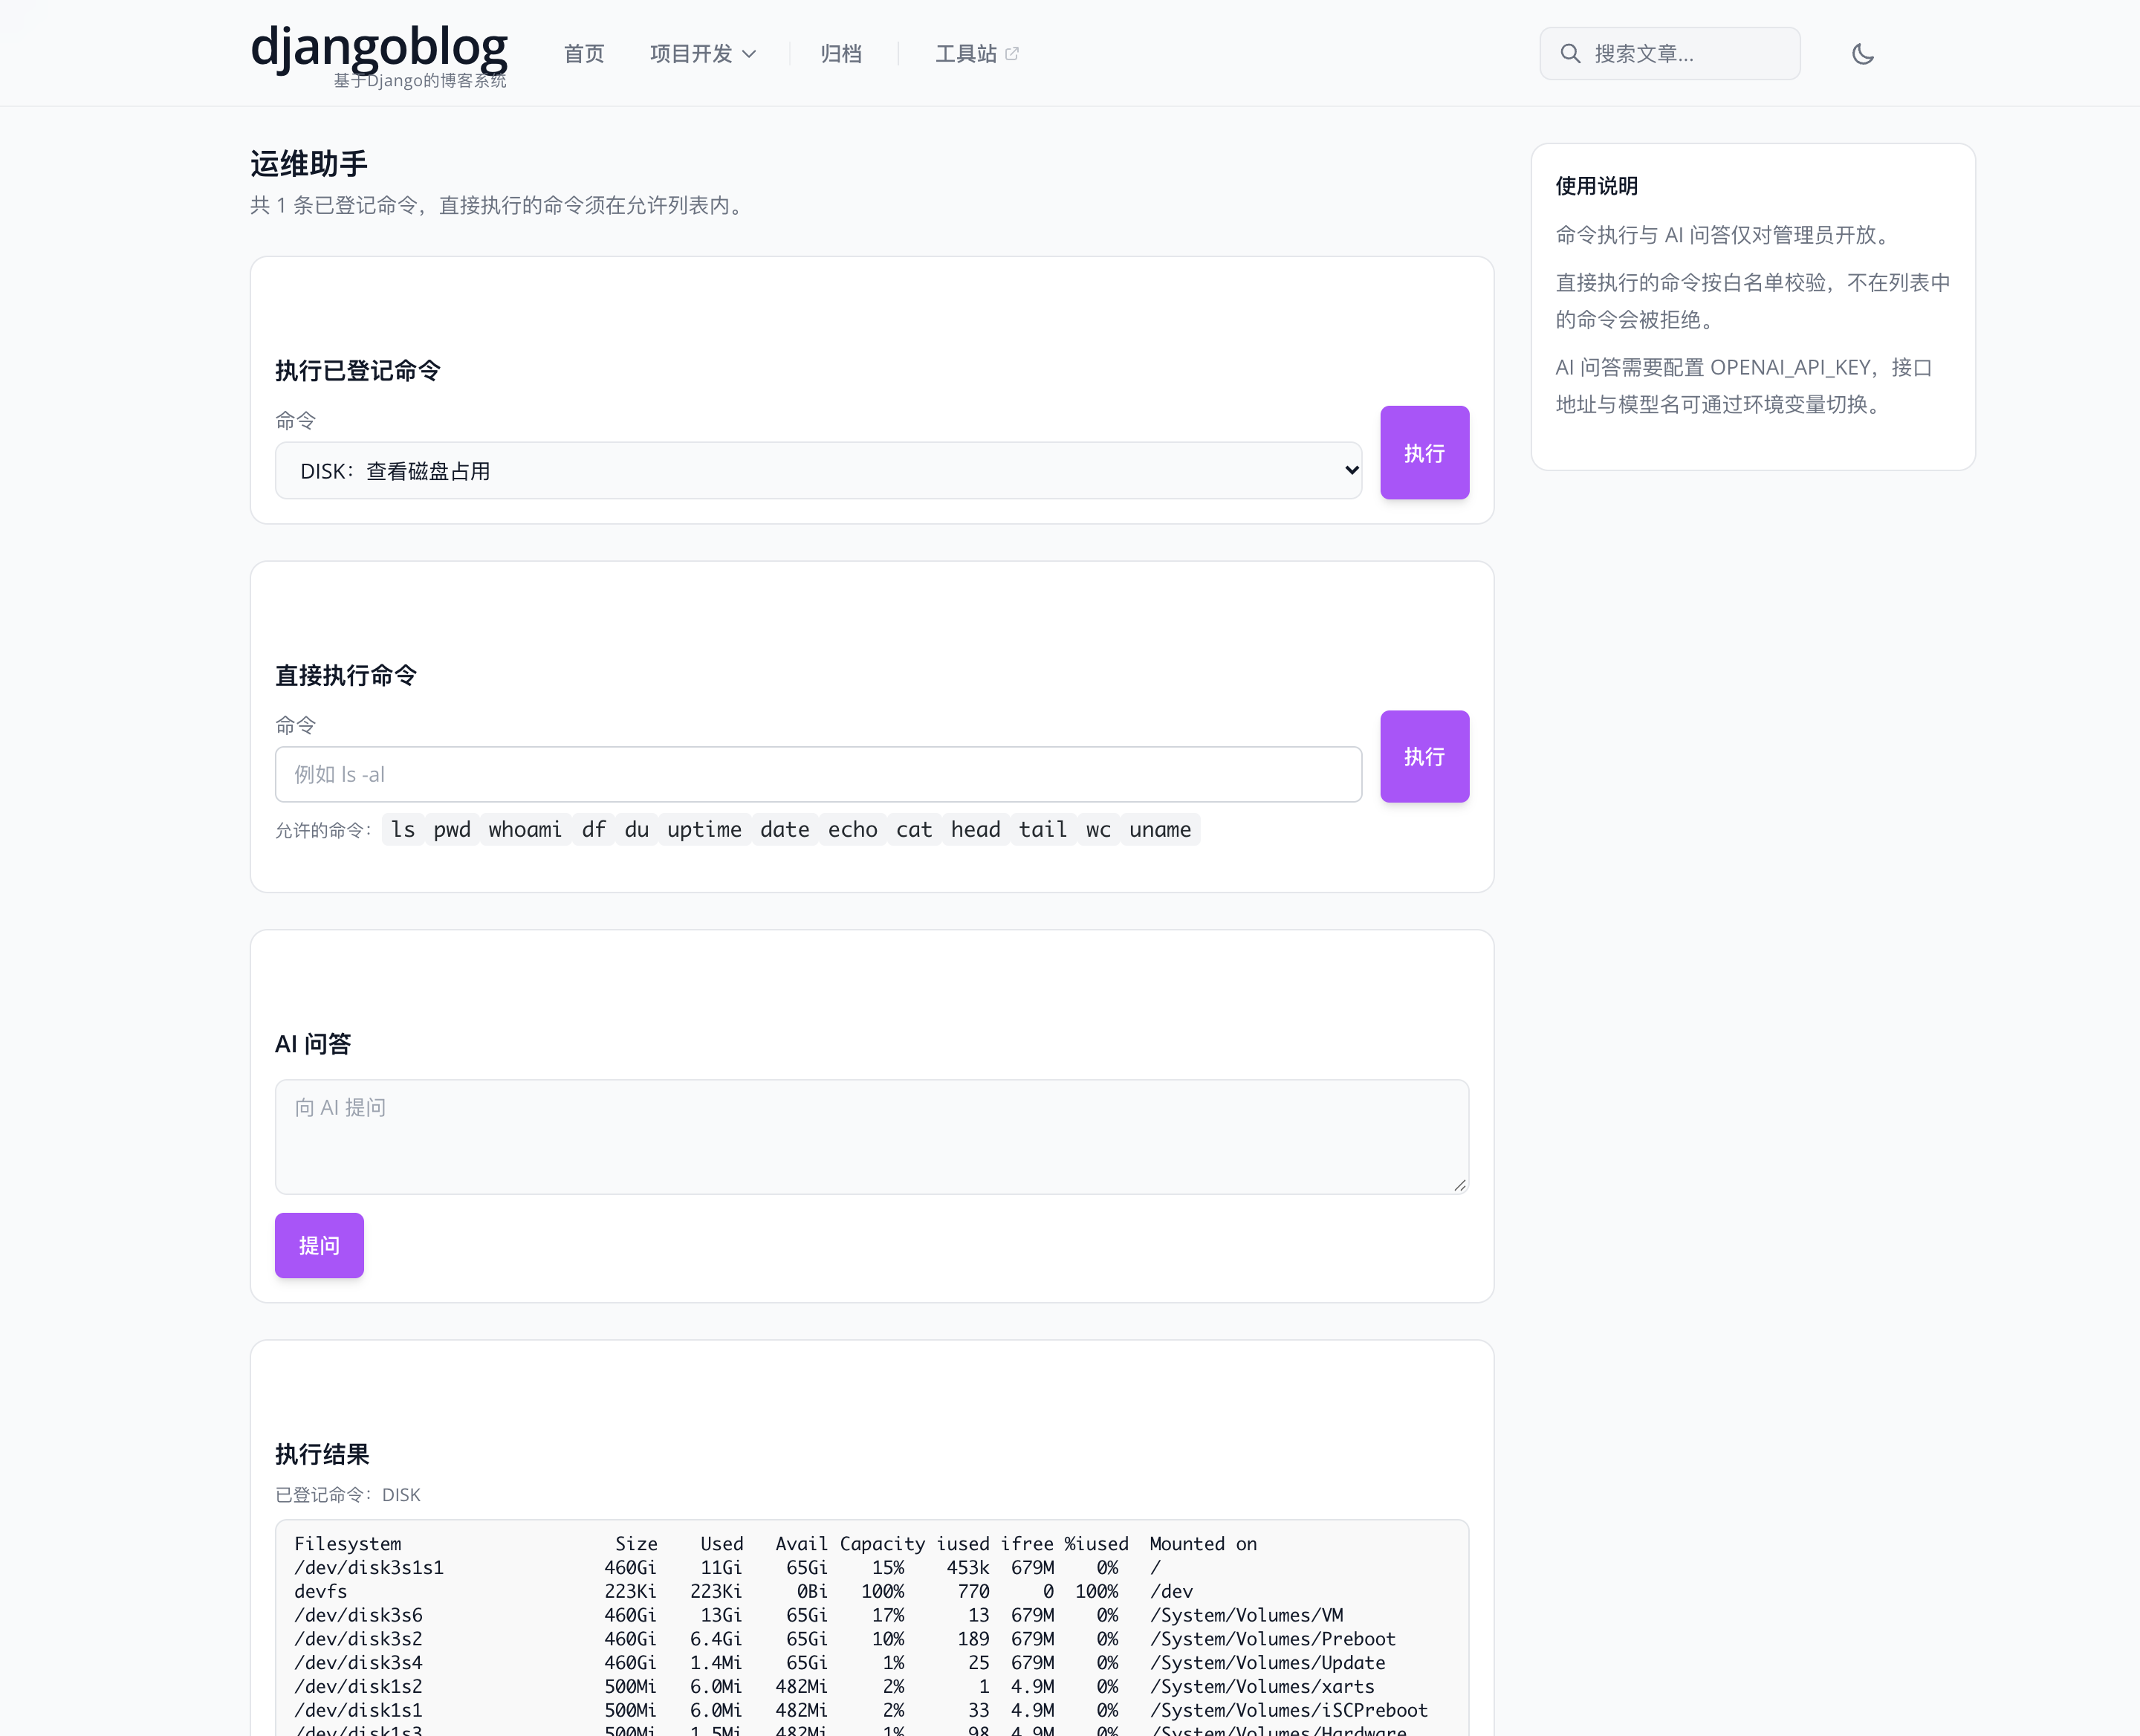 djangoblog
基于Django的博客系统
首页 项目开发 归档 工具站
搜索文章...
运维助手
共 1 条已登记命令，直接执行的命令须在允许列表内。
执行已登记命令
命令
DISK：查看磁盘占用
执行
直接执行命令
命令
例如 ls -al
执行
允许的命令： ls pwd whoami df du uptime date echo cat head tail wc uname
AI 问答
向 AI 提问
提问
执行结果
已登记命令：DISK
Filesystem Size Used Avail Capacity iused ifree %iused Mounted on
/dev/disk3s1s1 460Gi 11Gi 65Gi 15% 453k 679M 0% /
devfs 223Ki 223Ki 0Bi 100% 770 0 100% /dev
/dev/disk3s6 460Gi 13Gi 65Gi 17% 13 679M 0% /System/Volumes/VM
/dev/disk3s2 460Gi 6.4Gi 65Gi 10% 189 679M 0% /System/Volumes/Preboot
/dev/disk3s4 460Gi 1.4Mi 65Gi 1% 25 679M 0% /System/Volumes/Update
/dev/disk1s2 500Mi 6.0Mi 482Mi 2% 1 4.9M 0% /System/Volumes/xarts
/dev/disk1s1 500Mi 6.0Mi 482Mi 2% 33 4.9M 0% /System/Volumes/iSCPreboot
/dev/disk1s3 500Mi 1.5Mi 482Mi 1% 98 4.9M 0% /System/Volumes/Hardware
使用说明
命令执行与 AI 问答仅对管理员开放。
直接执行的命令按白名单校验，不在列表中
的命令会被拒绝。
AI 问答需要配置 OPENAI_API_KEY，接口
地址与模型名可通过环境变量切换。